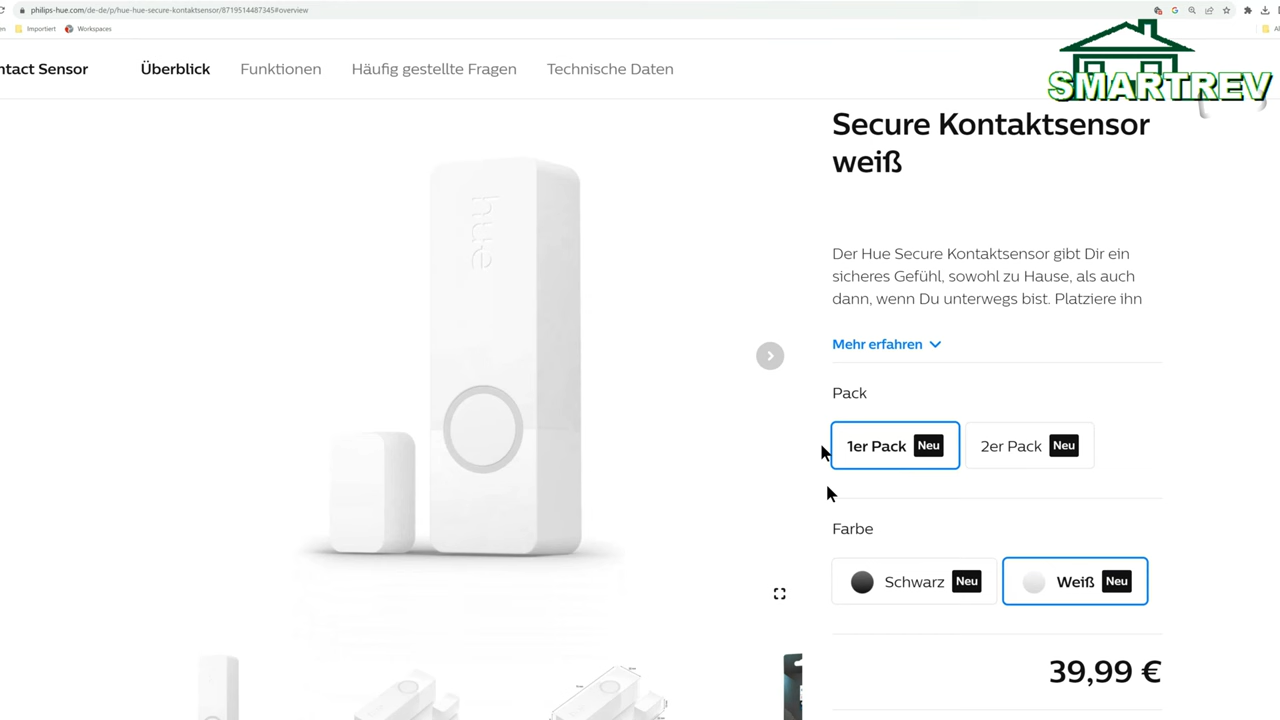 philips-hue.com/de-de/p/hue-hue-secure-kontaktsensor/8719514487345#overview
Importiert
Workspaces
ntact Sensor
Überblick
Funktionen
Häufig gestellte Fragen
Technische Daten
SMARTREV
Secure Kontaktsensor
weiß
hue
Der Hue Secure Kontaktsensor gibt Dir ein
sicheres Gefühl, sowohl zu Hause, als auch
dann, wenn Du unterwegs bist. Platziere ihn
Mehr erfahren
Pack
1er Pack Neu
2er Pack Neu
Farbe
Schwarz Neu
Weiß Neu
39,99 €